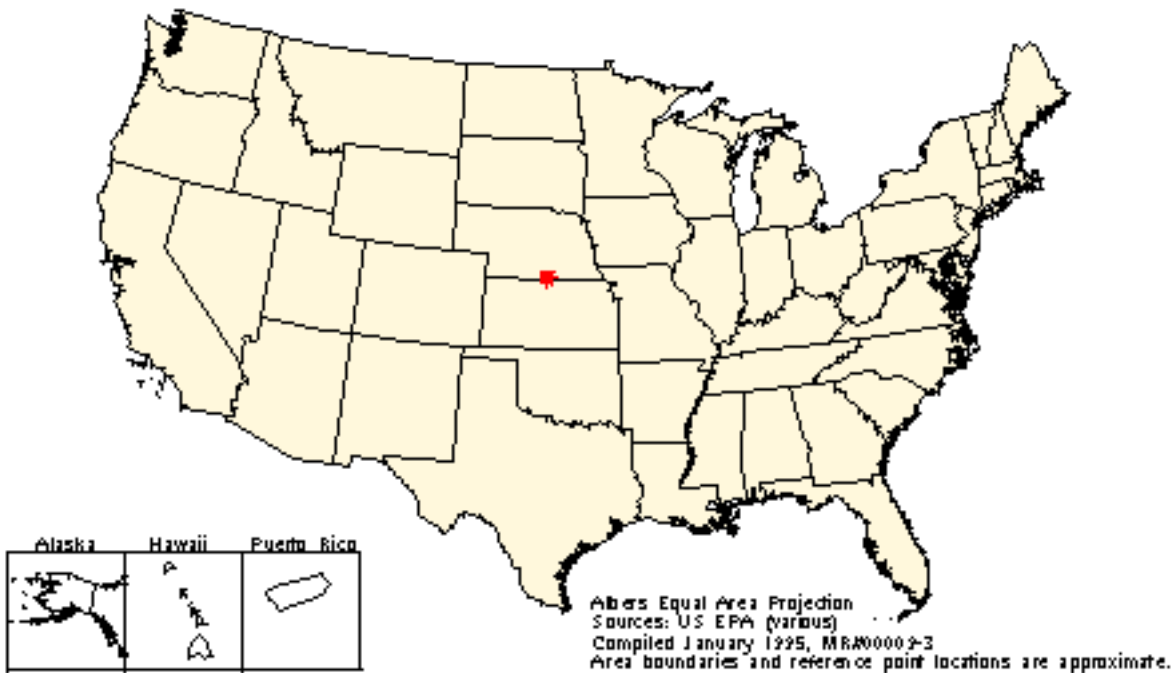 Alaska
Hawaii
Puerto Rico
Albers Equal Area Projection
Sources: US EPA (various)
Compiled January 1995, MR#00009-3
Area boundaries and reference point locations are approximate.